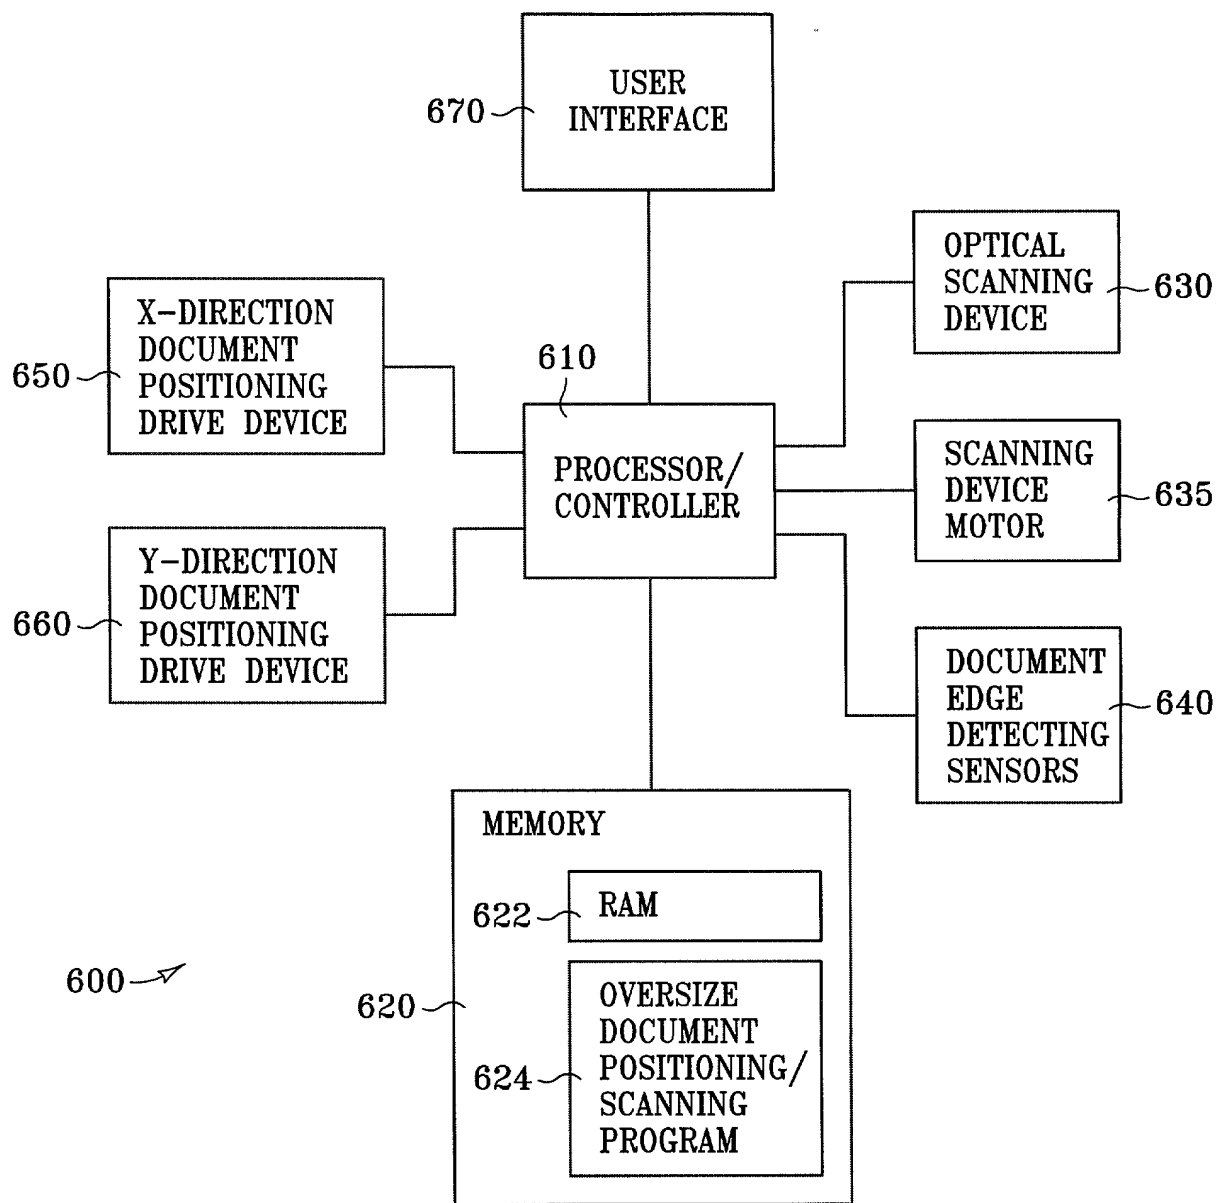 USER
INTERFACE
670
OPTICAL
SCANNING
DEVICE
630
X-DIRECTION
DOCUMENT
POSITIONING
DRIVE DEVICE
650
610
PROCESSOR/
CONTROLLER
SCANNING
DEVICE
MOTOR
635
Y-DIRECTION
DOCUMENT
POSITIONING
DRIVE DEVICE
660
DOCUMENT
EDGE
DETECTING
SENSORS
640
MEMORY
RAM
622
600
620
OVERSIZE
DOCUMENT
POSITIONING/
SCANNING
PROGRAM
624